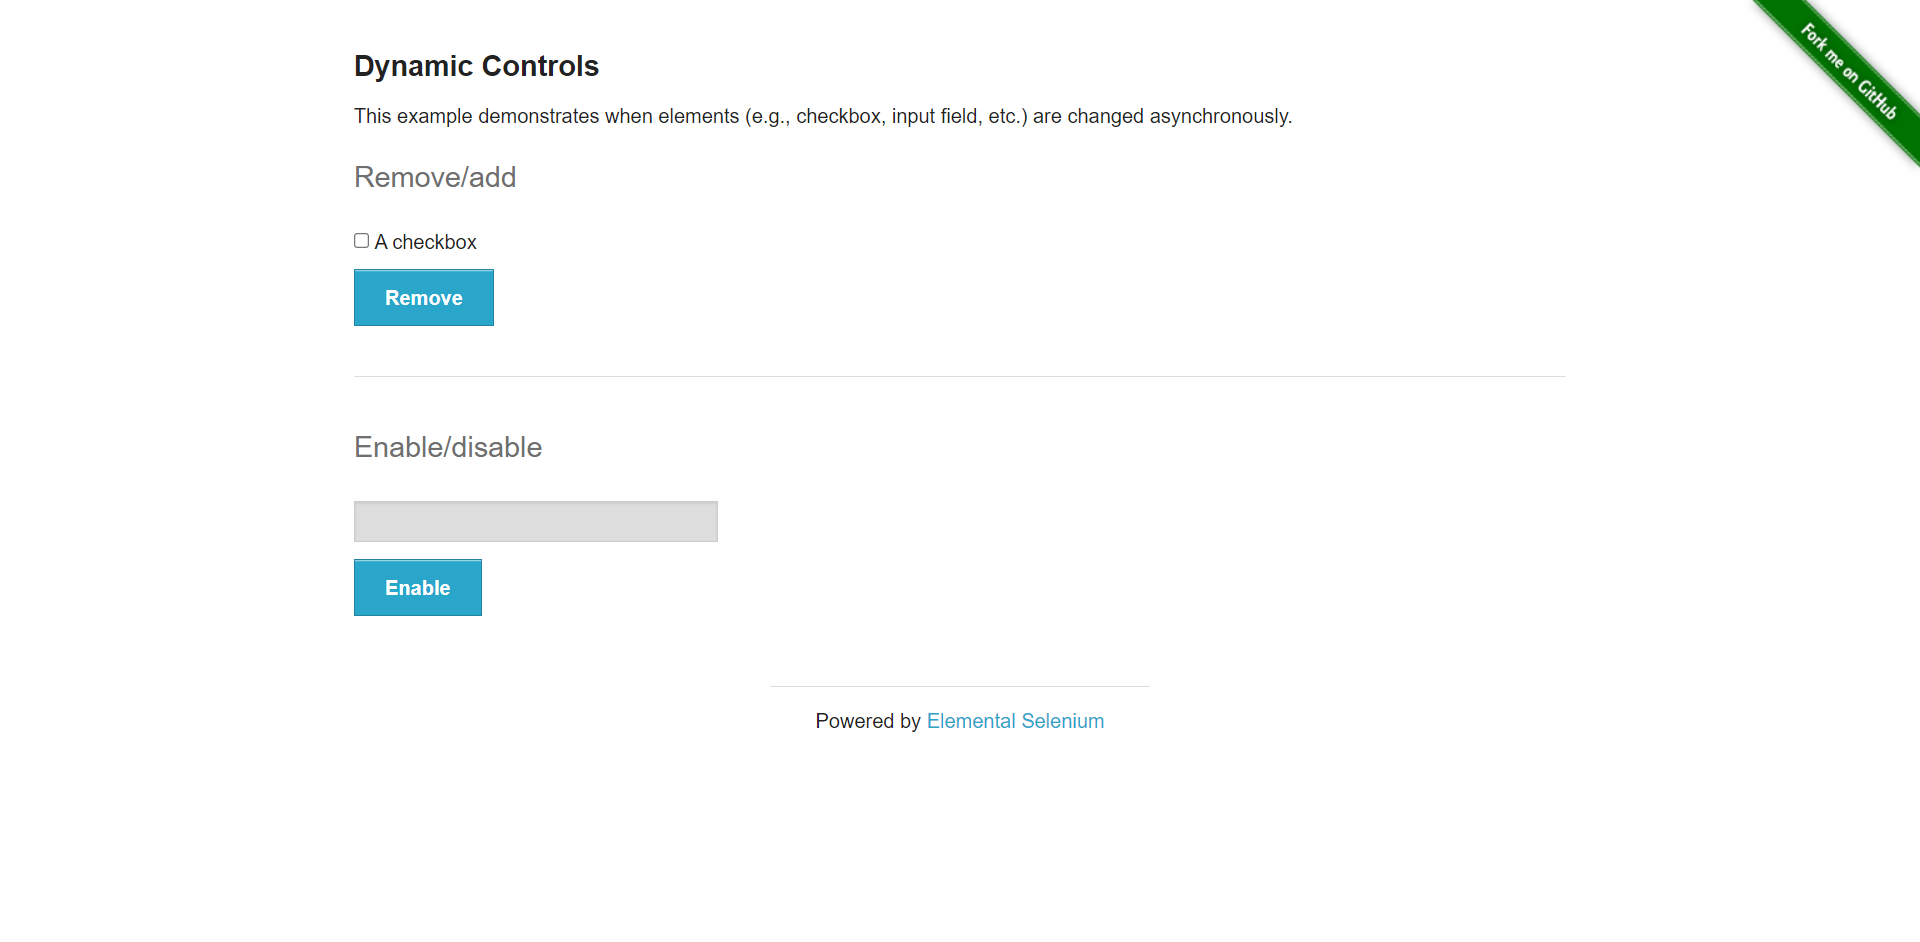 Fork me on GitHub
Dynamic Controls
This example demonstrates when elements (e.g., checkbox, input field, etc.) are changed asynchronously.
Remove/add
A checkbox
Remove
Enable/disable
Enable
Powered by Elemental Selenium